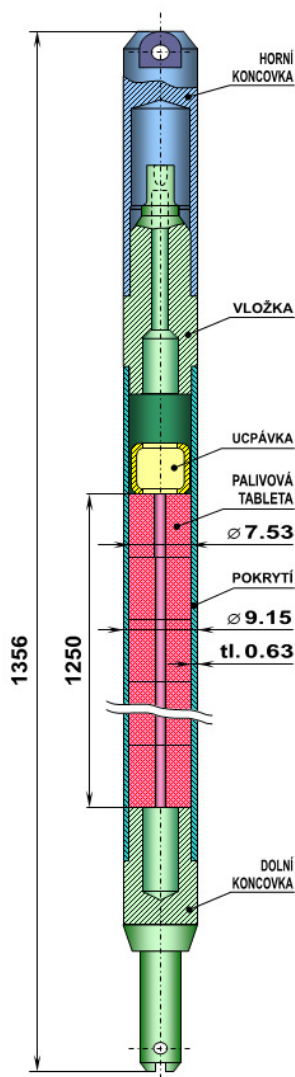 HORNÍ
KONCOVKA
VLOŽKA
UCPÁVKA
PALIVOVÁ
TABLETA
⌀ 7.53
POKRYTÍ
⌀ 9.15
tl. 0.63
1356
1250
DOLNÍ
KONCOVKA